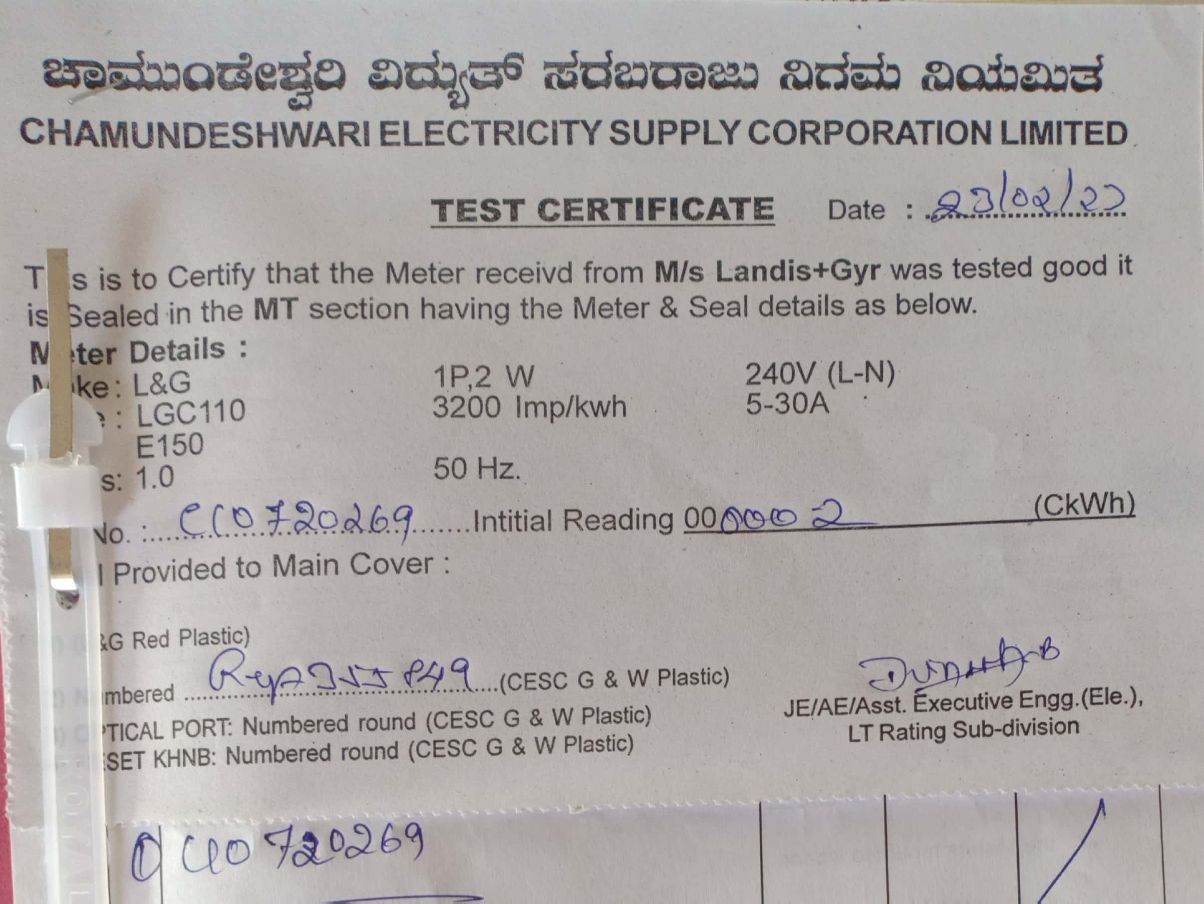 ಚಾಮುಂಡೇಶ್ವರಿ ವಿದ್ಯುತ್ ಸರಬರಾಜು ನಿಗಮ ನಿಯಮಿತ
CHAMUNDESHWARI ELECTRICITY SUPPLY CORPORATION LIMITED
TEST CERTIFICATE Date : 23/02/23
T s is to Certify that the Meter receivd from M/s Landis+Gyr was tested good it
is Sealed in the MT section having the Meter & Seal details as below.
M ter Details :
M ke: L&G 1P,2 W 240V (L-N)
: LGC110 3200 Imp/kwh 5-30A
E150
s: 1.0 50 Hz.
No. : CC0720269 Intitial Reading 0000002 (CkWh)
l Provided to Main Cover :
&G Red Plastic)
mbered (CESC G & W Plastic)
JE/AE/Asst. Executive Engg.(Ele.),
TICAL PORT: Numbered round (CESC G & W Plastic)
LT Rating Sub-division
SET KHNB: Numbered round (CESC G & W Plastic)
0720269